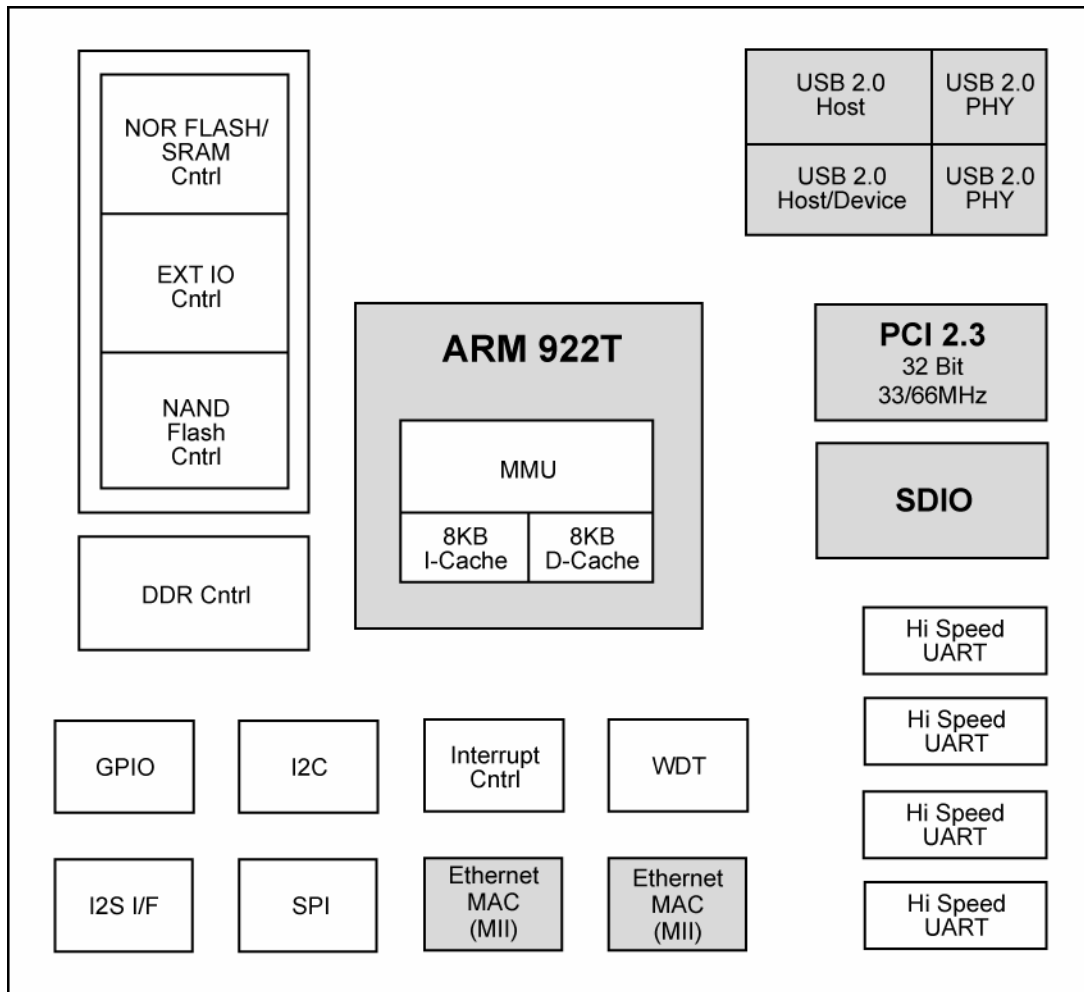 NOR FLASH/
SRAM
Cntrl
EXT IO
Cntrl
NAND
Flash
Cntrl
DDR Cntrl
USB 2.0
Host
USB 2.0
PHY
USB 2.0
Host/Device
USB 2.0
PHY
ARM 922T
MMU
8KB
I-Cache
8KB
D-Cache
PCI 2.3
32 Bit
33/66MHz
SDIO
Hi Speed
UART
Hi Speed
UART
Hi Speed
UART
Hi Speed
UART
GPIO
I2C
Interrupt
Cntrl
WDT
I2S I/F
SPI
Ethernet
MAC
(MII)
Ethernet
MAC
(MII)